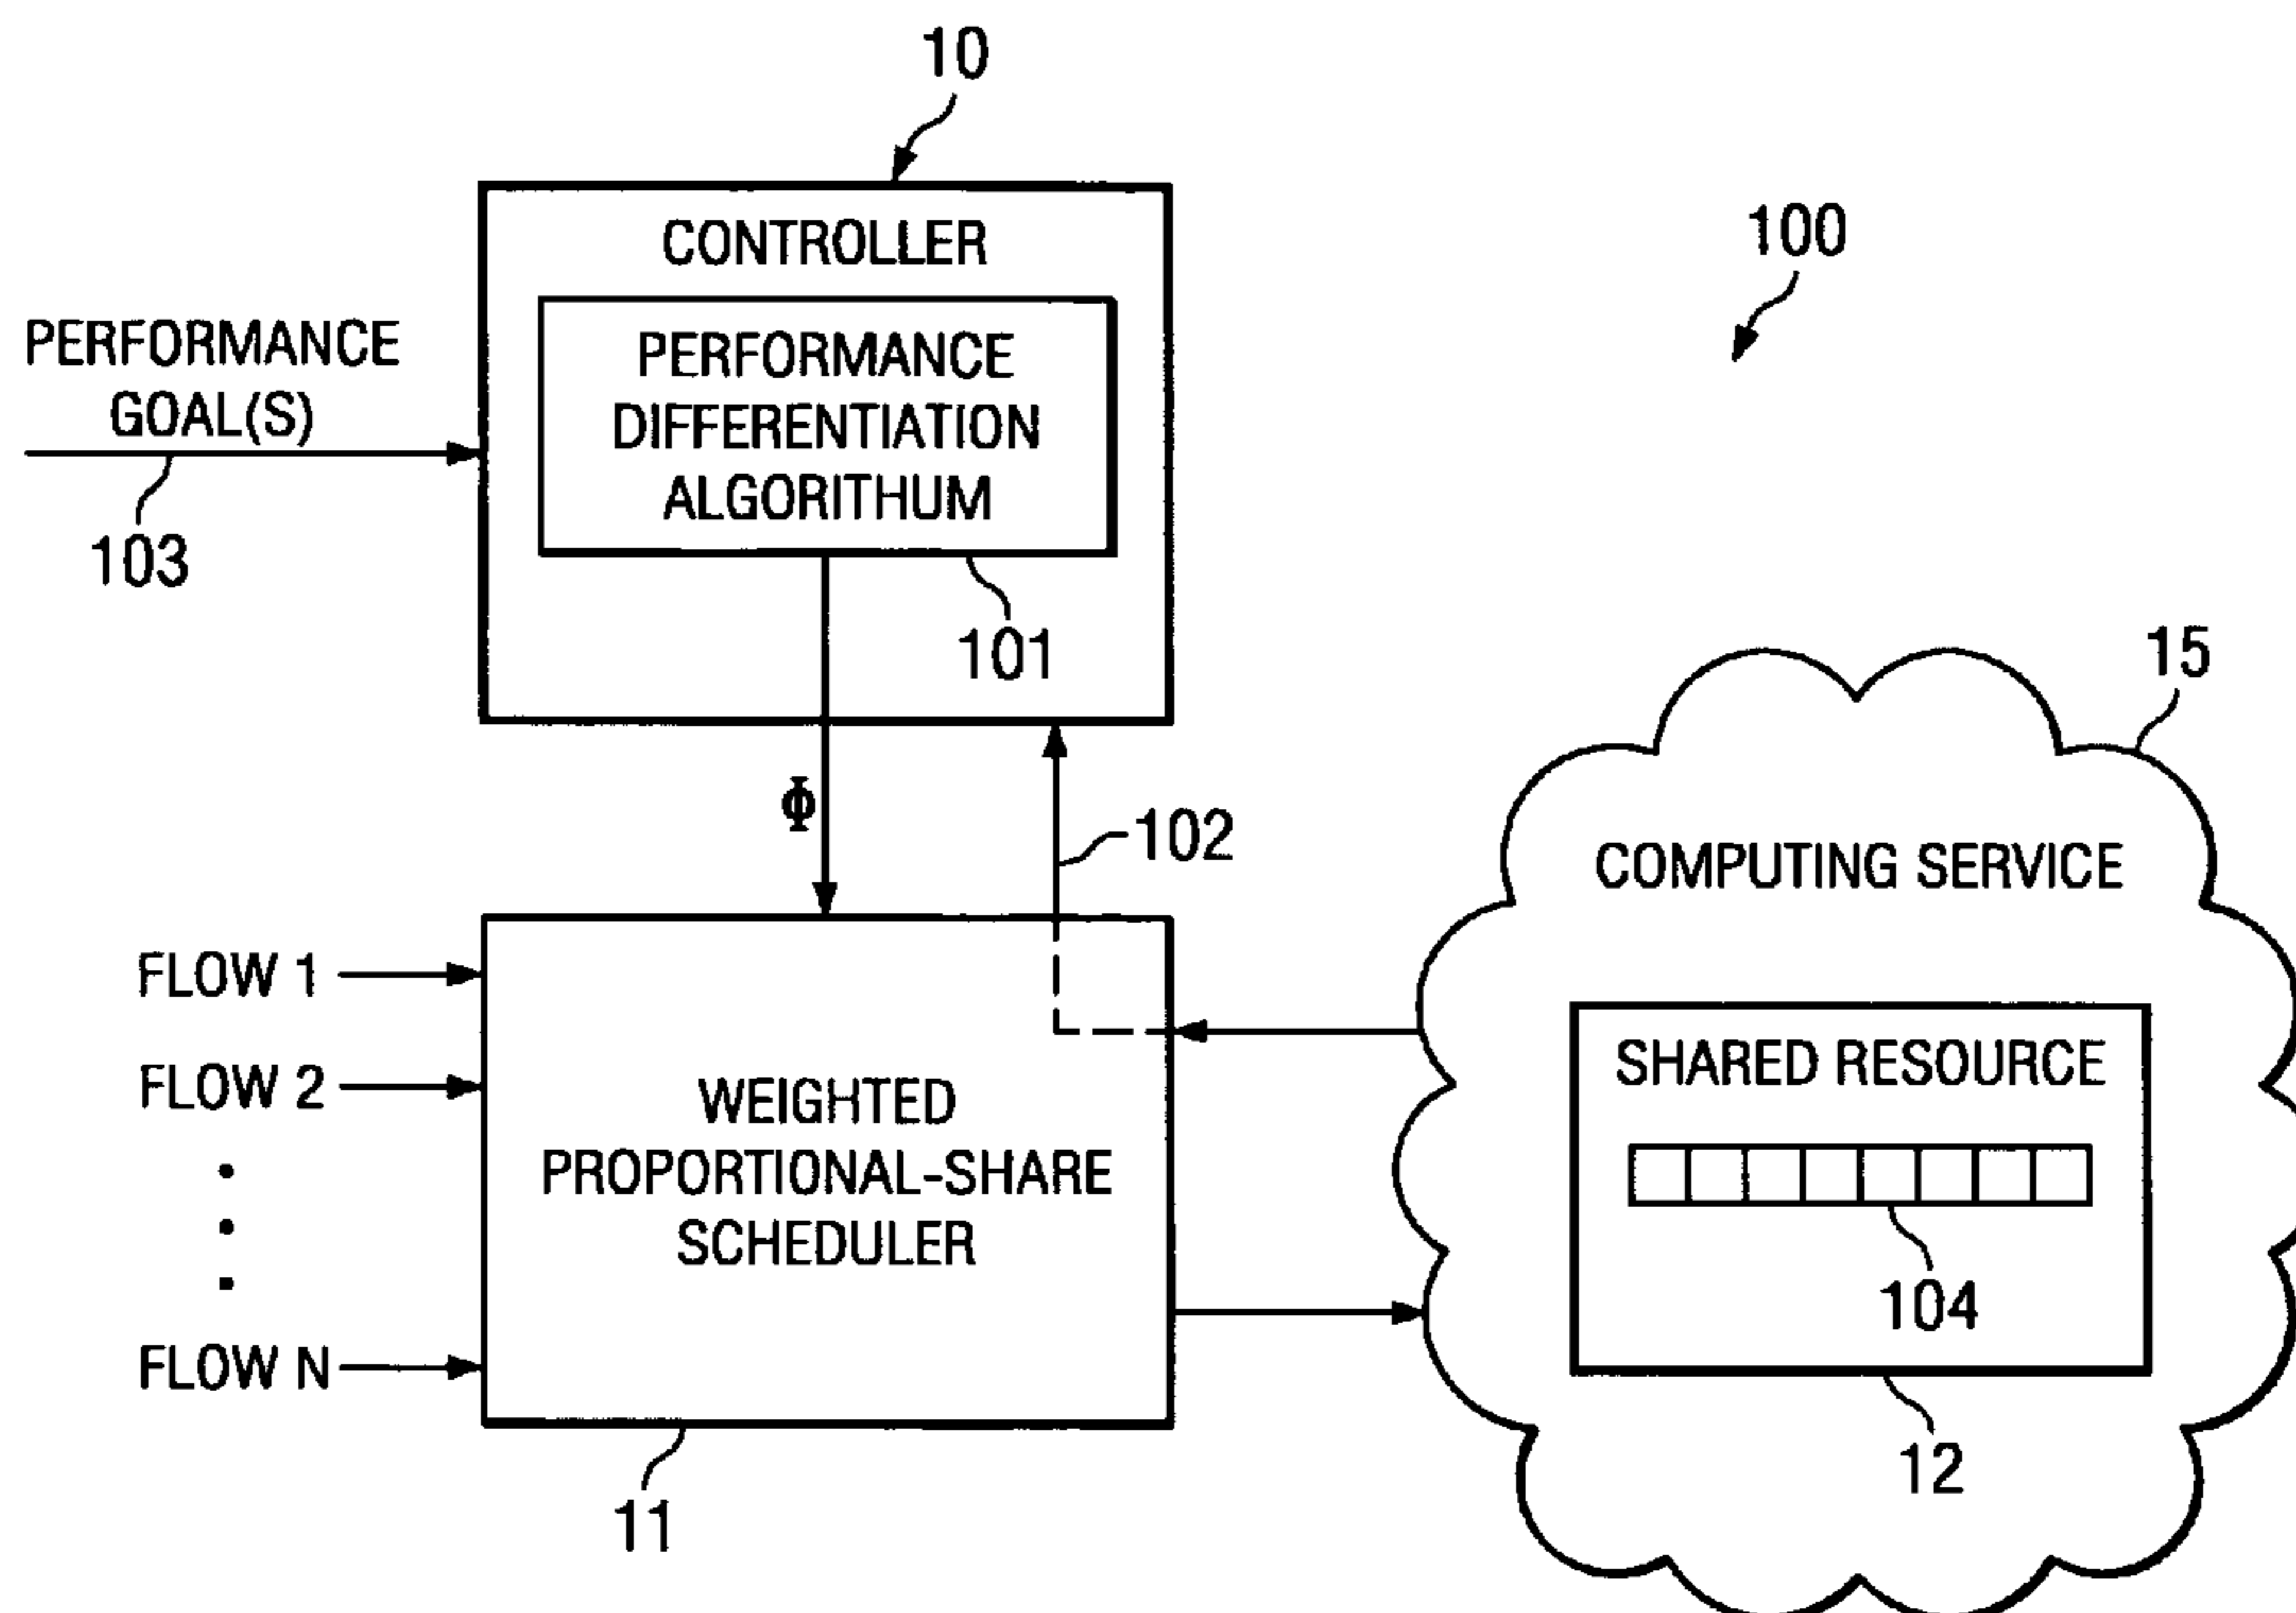 10
CONTROLLER
100
PERFORMANCE
GOAL(S)
PERFORMANCE
DIFFERENTIATION
ALGORITHUM
103
101
15
Φ
102
COMPUTING SERVICE
FLOW 1
FLOW 2
FLOW N
WEIGHTED
PROPORTIONAL-SHARE
SCHEDULER
SHARED RESOURCE
104
12
11